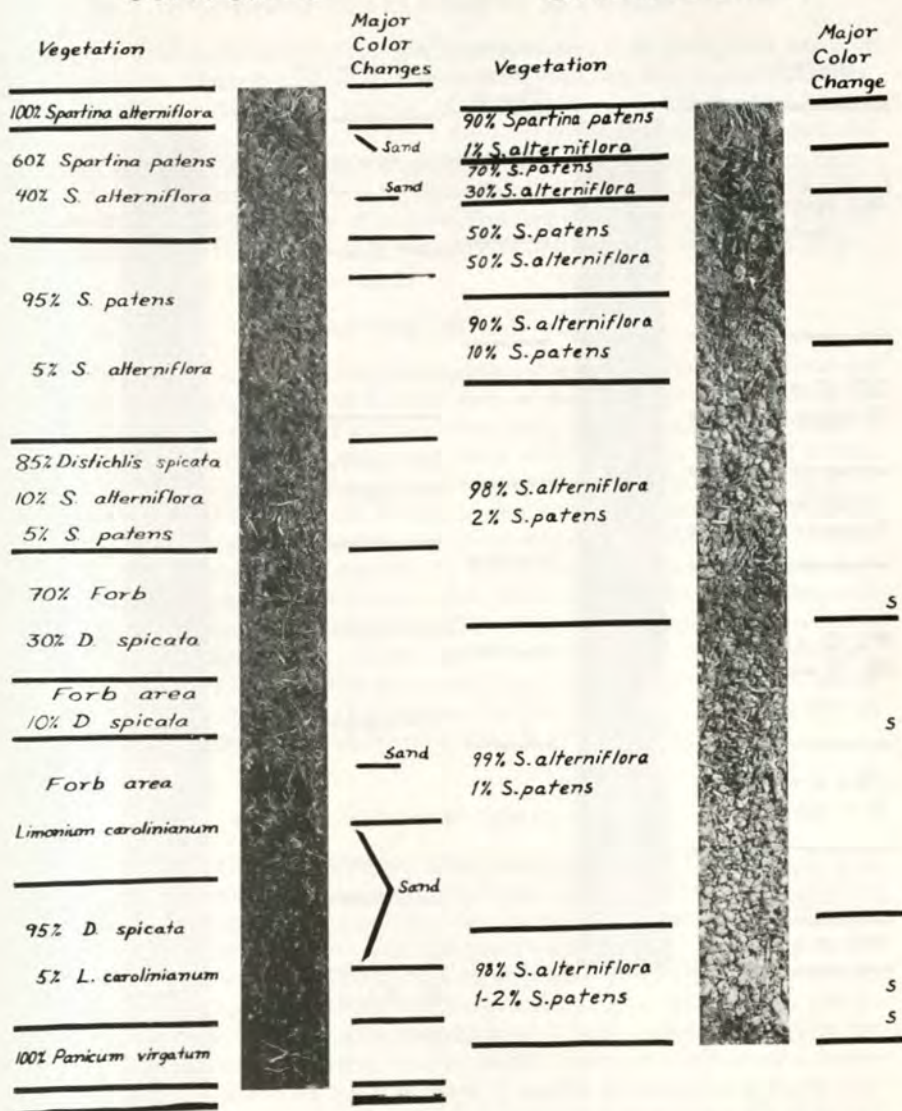 Vegetation
Major
Color
Changes
100% Spartina alterniflora
60% Spartina patens
40% S. alterniflora
95% S. patens
5% S. alterniflora
85% Distichlis spicata
10% S. alterniflora
5% S. patens
70% Forb
30% D. spicata
Forb area
10% D spicata
Forb area
Limonium carolinianum
95% D. spicata
5% L. carolinianum
100% Panicum virgatum
Sand
Sand
Sand
Sand
Vegetation
Major
Color
Change
90% Spartina patens
1% S. alterniflora
70% S. patens
30% S. alterniflora
50% S. patens
50% S. alterniflora
90% S. alterniflora
10% S. patens
98% S. alterniflora
2% S. patens
99% S. alterniflora
1% S. patens
98% S. alterniflora
1-2% S. patens
S
S
S
S